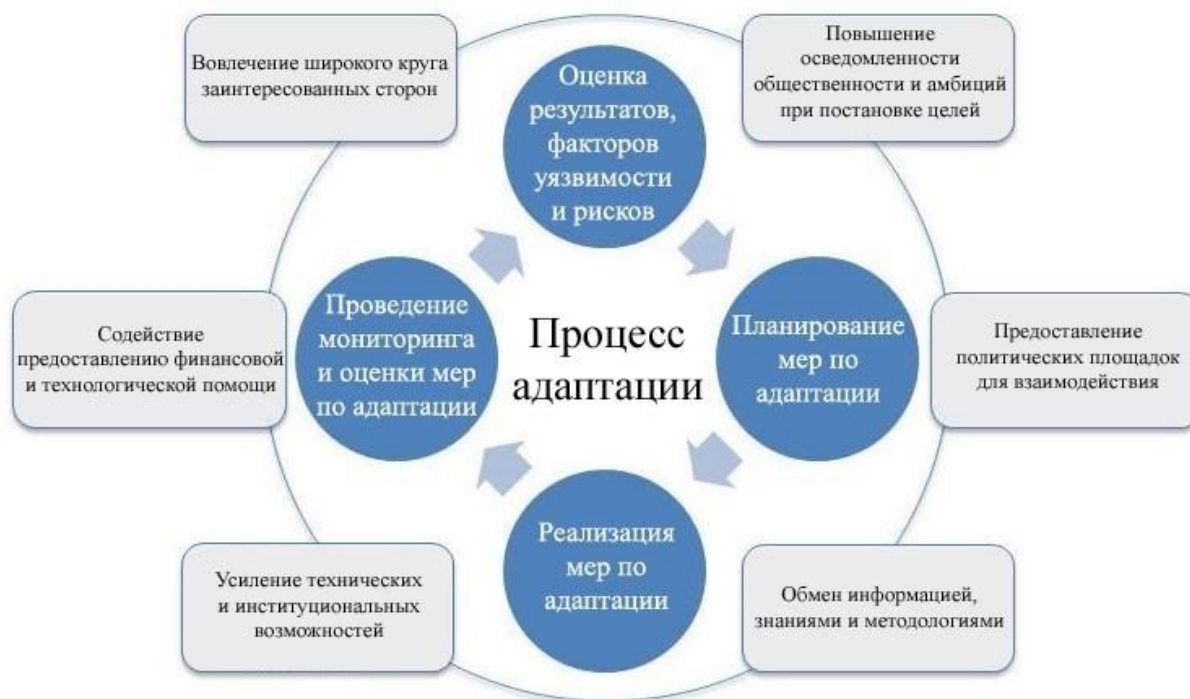 Вовлечение широкого круга
заинтересованных сторон
Оценка
результатов,
факторов
уязвимости
и рисков
Повышение
осведомленности
общественности и амбиций
при постановке целей
Содействие
предоставлению финансовой
и технологической помощи
Проведение
мониторинга
и оценки мер
по адаптации
Процесс
адаптации
Планирование
мер по
адаптации
Предоставление
политических площадок
для взаимодействия
Усиление технических
и институциональных
возможностей
Реализация
мер по
адаптации
Обмен информацией,
знаниями и методологиями